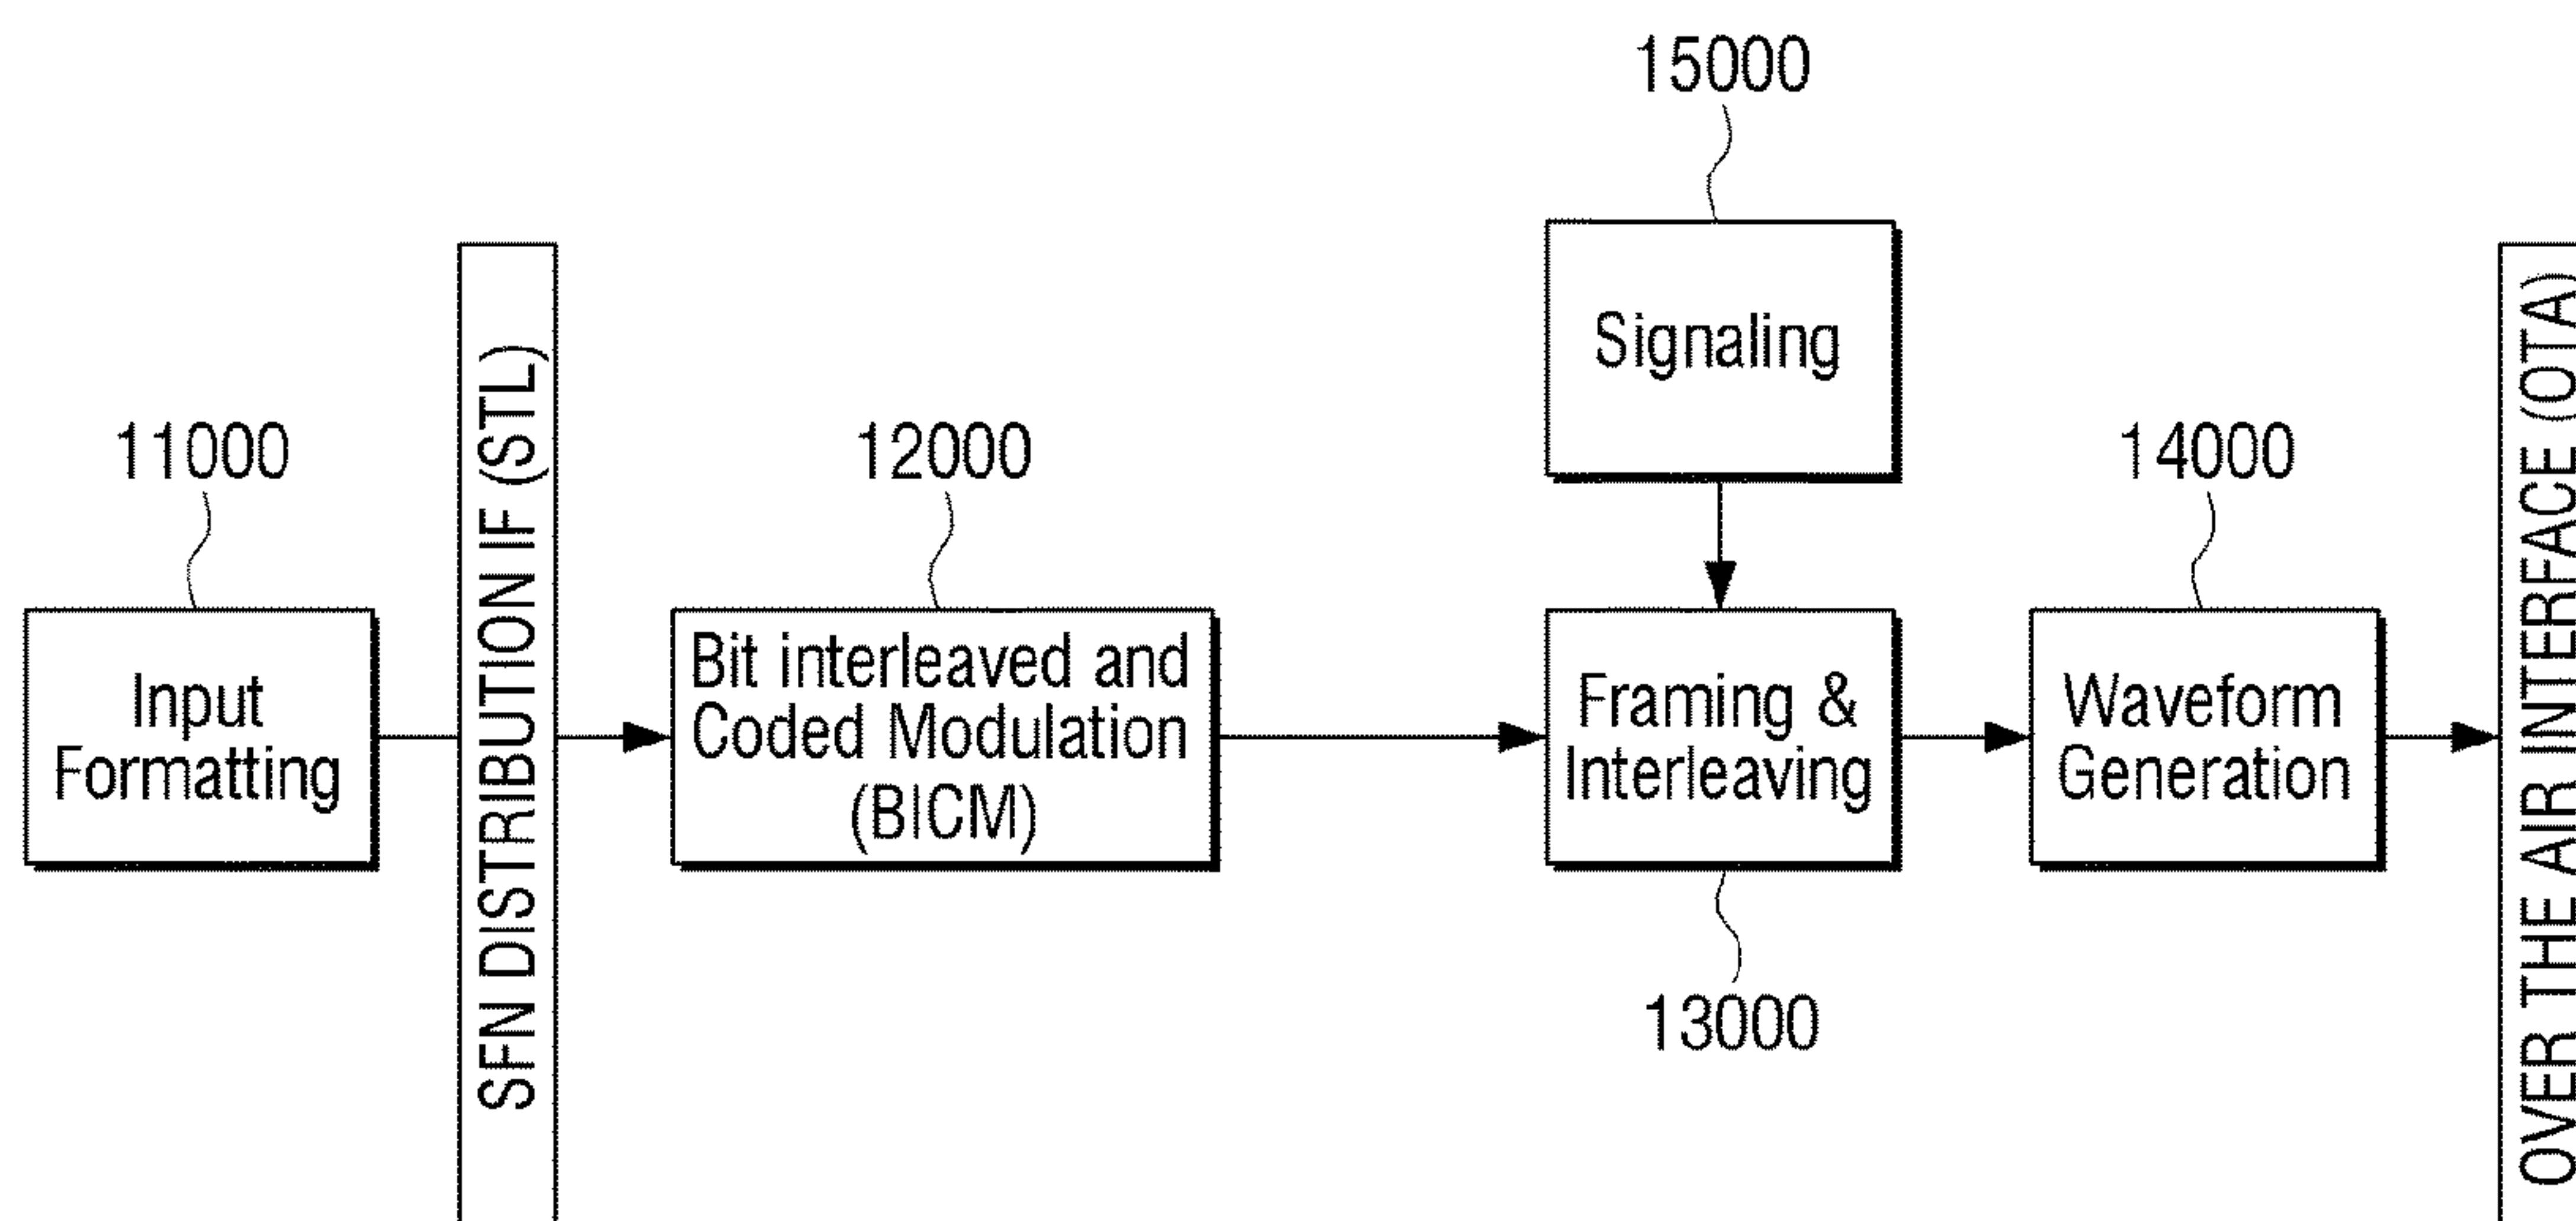 15000
Signaling
11000
Input
Formatting
SFN DISTRIBUTION IF (STL)
12000
Bit interleaved and
Coded Modulation
(BICM)
Framing &
Interleaving
13000
14000
Waveform
Generation
OVER THE AIR INTERFACE (OTA)